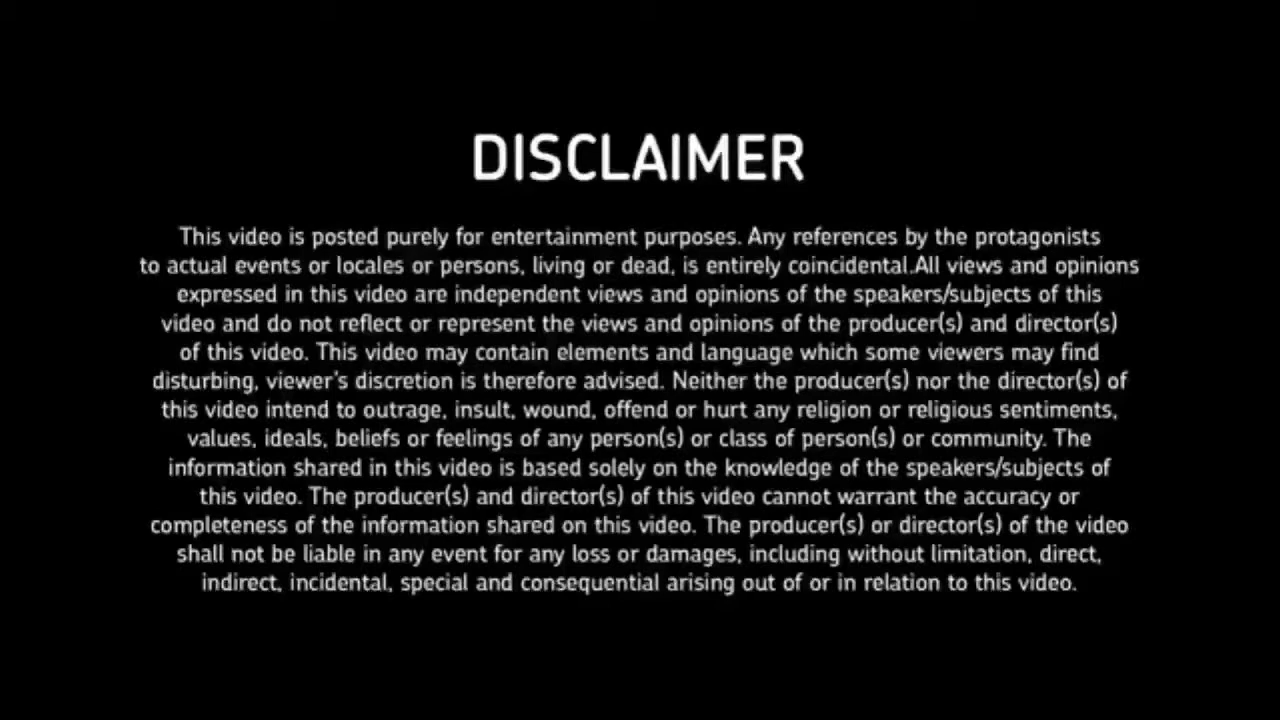 DISCLAIMER
This video is posted purely for entertainment purposes. Any references by the protagonists
to actual events or locales or persons, living or dead, is entirely coincidental.All views and opinions
expressed in this video are independent views and opinions of the speakers/subjects of this
video and do not reflect or represent the views and opinions of the producer(s) and director(s)
of this video. This video may contain elements and language which some viewers may find
disturbing, viewer's discretion is therefore advised. Neither the producer(s) nor the director(s) of
this video intend to outrage, insult, wound, offend or hurt any religion or religious sentiments,
values, ideals, beliefs or feelings of any person(s) or class of person(s) or community. The
information shared in this video is based solely on the knowledge of the speakers/subjects of
this video. The producer(s) and director(s) of this video cannot warrant the accuracy or
completeness of the information shared on this video. The producer(s) or director(s) of the video
shall not be liable in any event for any loss or damages, including without limitation, direct,
indirect, incidental, special and consequential arising out of or in relation to this video.